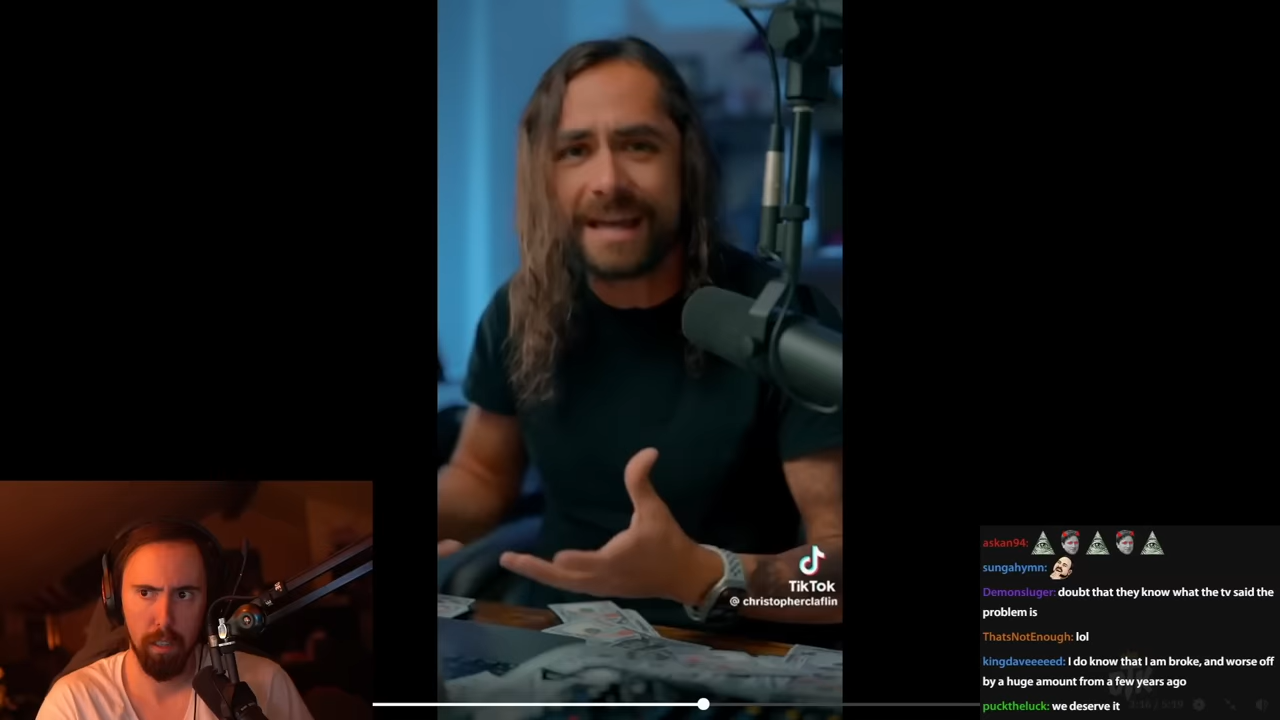 TikTok
@ christopherclaflin
askan94:
sungahymn:
Demonsluger: doubt that they know what the tv said the
problem is
ThatsNotEnough: lol
kingdaveeeeed: I do know that I am broke, and worse off
by a huge amount from a few years ago
pucktheluck: we deserve it